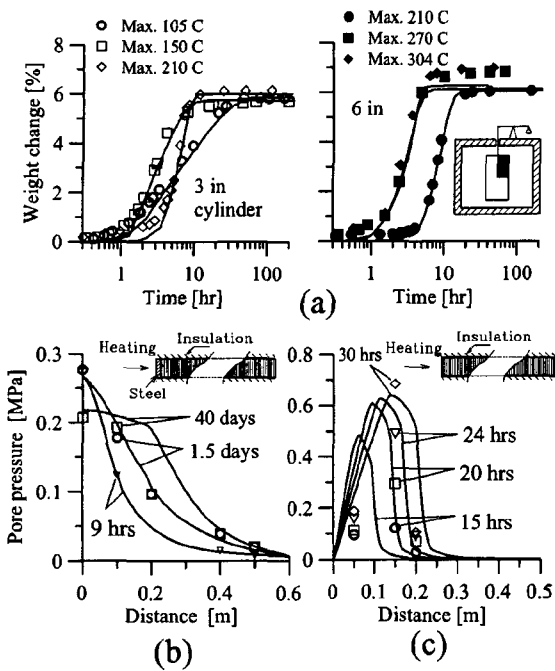 Max. 105 C
Max. 150 C
Max. 210 C
Weight change [%]
8
6
4
2
0
3 in
cylinder
1 10 100
Time [hr]
Max. 210 C
Max. 270 C
Max. 304 C
6 in
1 10 100
Time [hr]
(a)
Pore pressure [MPa]
0.3
0.2
0.1
0
Heating
Insulation
Steel
40 days
1.5 days
9 hrs
0 0.2 0.4 0.6
Distance [m]
(b)
0.8
0.6
0.4
0.2
0
30 hrs
Heating
Insulation
24 hrs
20 hrs
15 hrs
0 0.1 0.2 0.3 0.4 0.5
Distance [m]
(c)